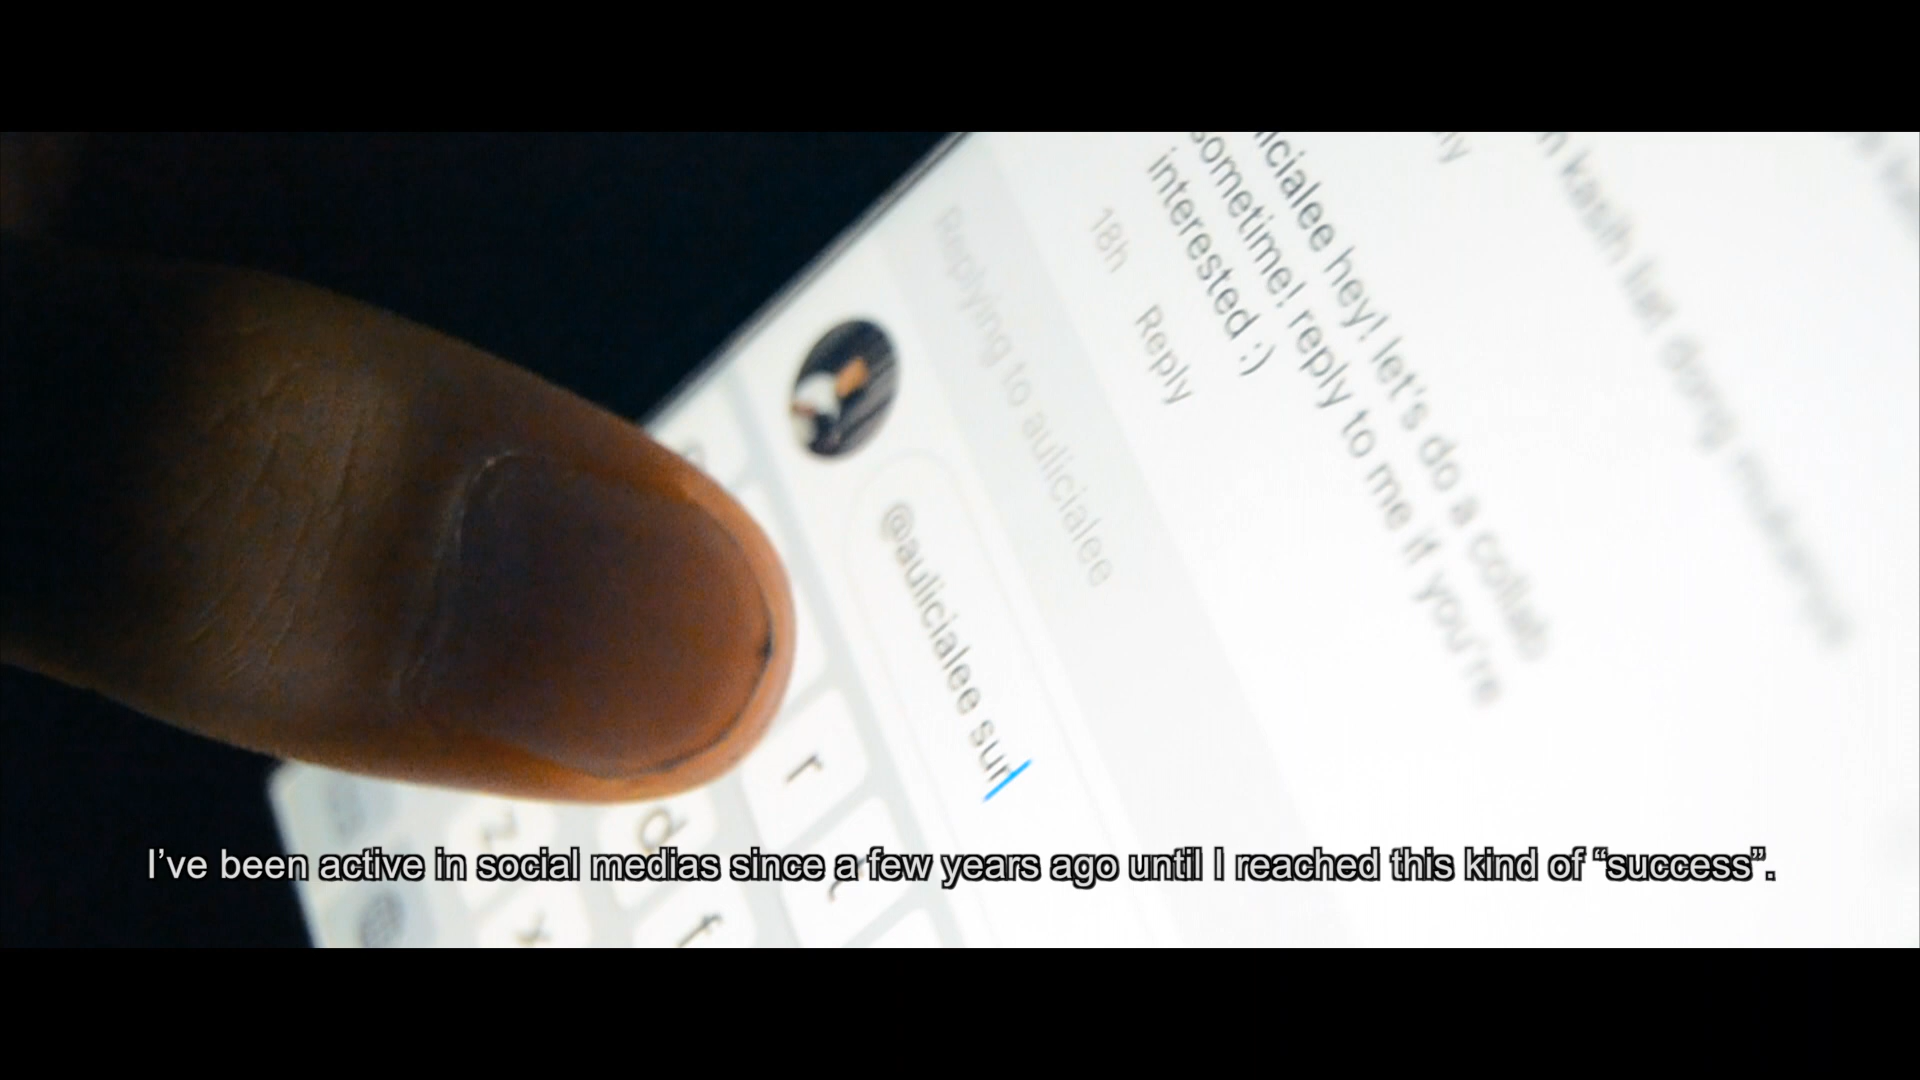 icialee hey! let's do a collab
sometime! reply to me if you're
interested :)
18h Reply
Replying to aulicialee
@aulicialee sur
r
d
f
z
x
I've been active in social medias since a few years ago until I reached this kind of “success”.